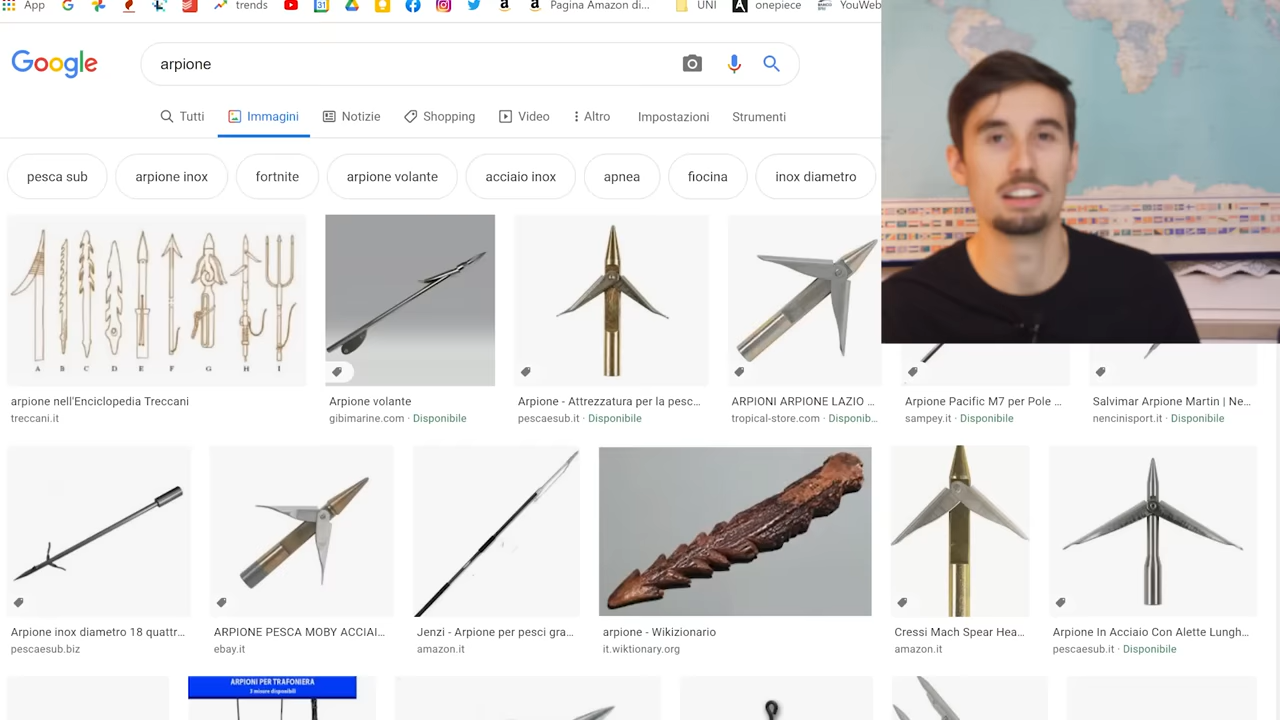 App
trends
31
Pagina Amazon di...
UNI
A
onepiece
YouWeb
Google
arpione
Tutti
Immagini
Notizie
Shopping
Video
Altro
Impostazioni
Strumenti
pesca sub
arpione inox
fortnite
arpione volante
acciaio inox
apnea
fiocina
inox diametro
A B C D E F G H I
arpione nell'Enciclopedia Treccani
treccani.it
Arpione volante
gibimarine.com · Disponibile
Arpione - Attrezzatura per la pesc...
pescaesub.it · Disponibile
ARPIONI ARPIONE LAZIO ...
tropical-store.com · Disponib...
Arpione Pacific M7 per Pole ...
sampey.it · Disponibile
Salvimar Arpione Martin | Ne...
nencinisport.it · Disponibile
Arpione inox diametro 18 quattr...
pescaesub.biz
ARPIONE PESCA MOBY ACCIAI...
ebay.it
Jenzi - Arpione per pesci gra...
amazon.it
arpione - Wikizionario
it.wiktionary.org
Cressi Mach Spear Hea...
amazon.it
Arpione In Acciaio Con Alette Lungh...
pescaesub.it · Disponibile
ARPIONI PER TRAFONIERA
3 misure disponibili